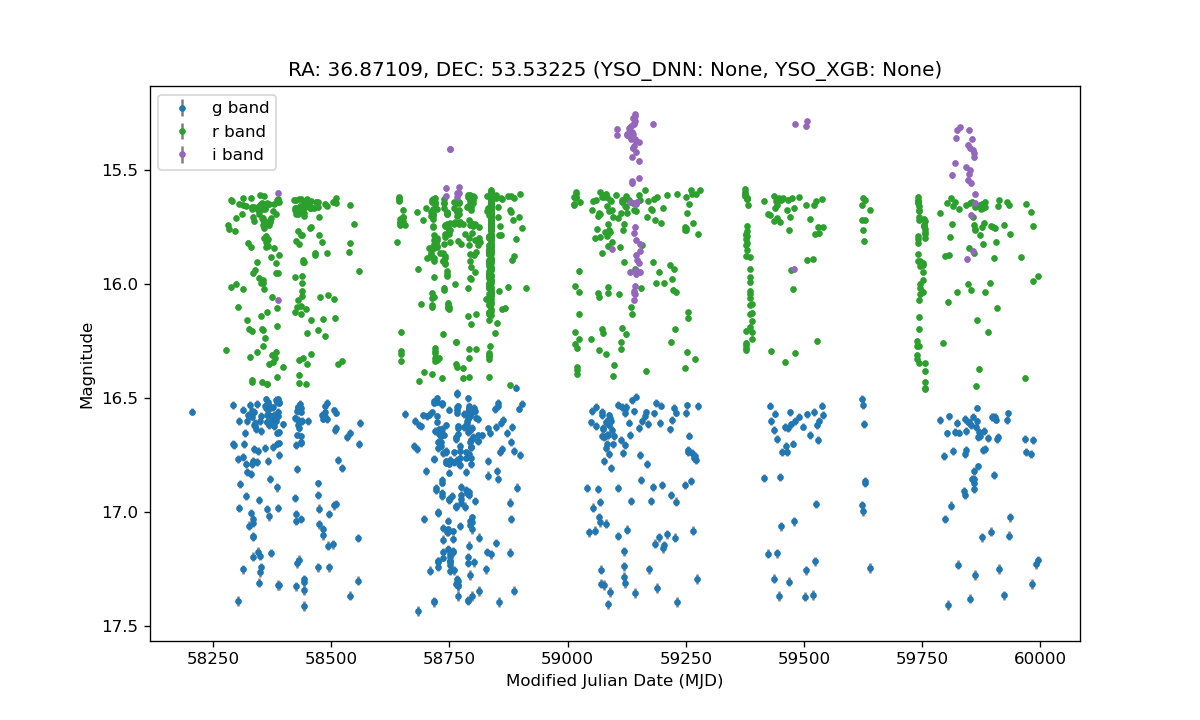 RA: 36.87109, DEC: 53.53225 (YSO_DNN: None, YSO_XGB: None)
g band
r band
i band
15.5
16.0
16.5
17.0
17.5
Magnitude
58250 58500 58750 59000 59250 59500 59750 60000
Modified Julian Date (MJD)